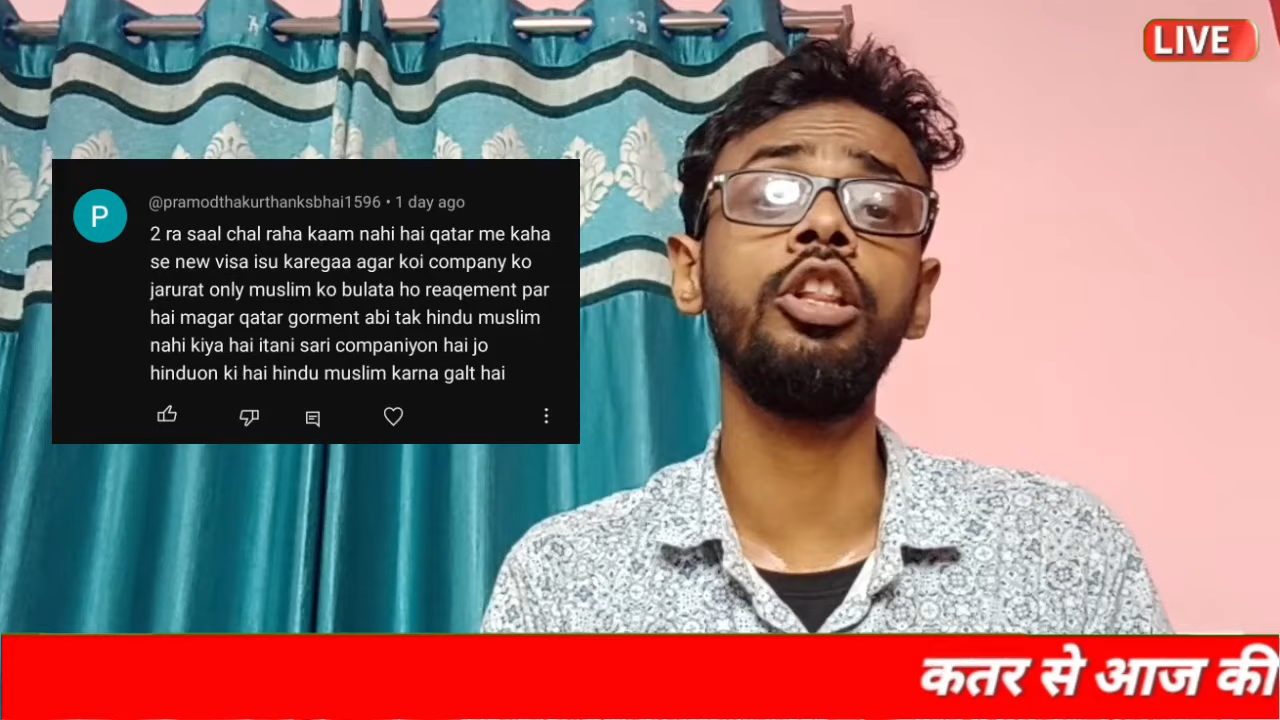 LIVE
P
@pramodthakurthanksbhai1596 • 1 day ago
2 ra saal chal raha kaam nahi hai qatar me kaha
se new visa isu karegaa agar koi company ko
jarurat only muslim ko bulata ho reaqement par
hai magar qatar gorment abi tak hindu muslim
nahi kiya hai itani sari companiyon hai jo
hinduon ki hai hindu muslim karna galt hai
कतर से आज की